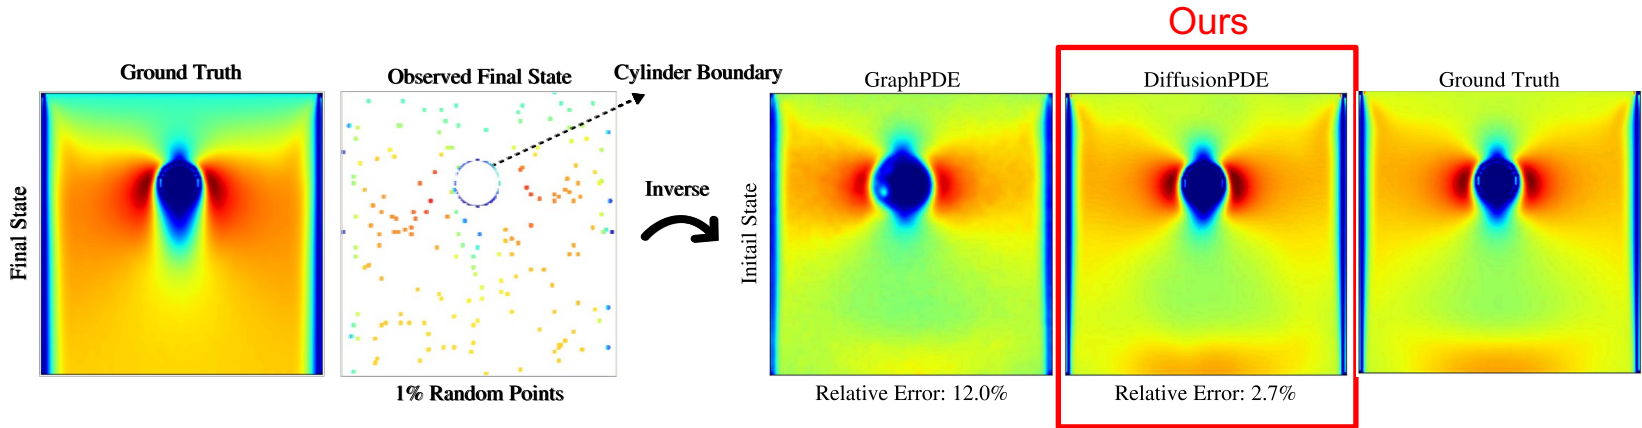 Ours
Ground Truth
Observed Final State
Cylinder Boundary
GraphPDE
DiffusionPDE
Ground Truth
Final State
Inverse
Initail State
1% Random Points
Relative Error: 12.0%
Relative Error: 2.7%